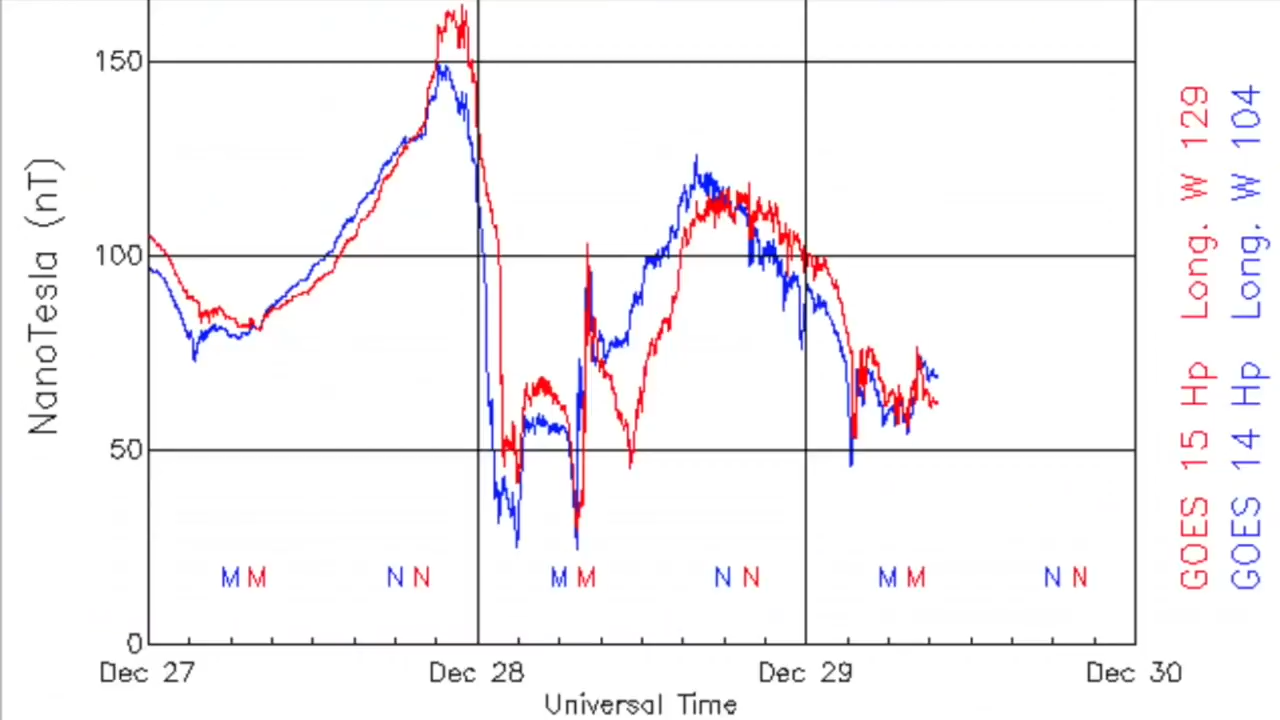 150
100
50
0
NanoTesla (nT)
M M N N M M N N M M N N
Dec 27 Dec 28 Dec 29 Dec 30
Universal Time
GOES 15 Hp Long. W 129
GOES 14 Hp Long. W 104